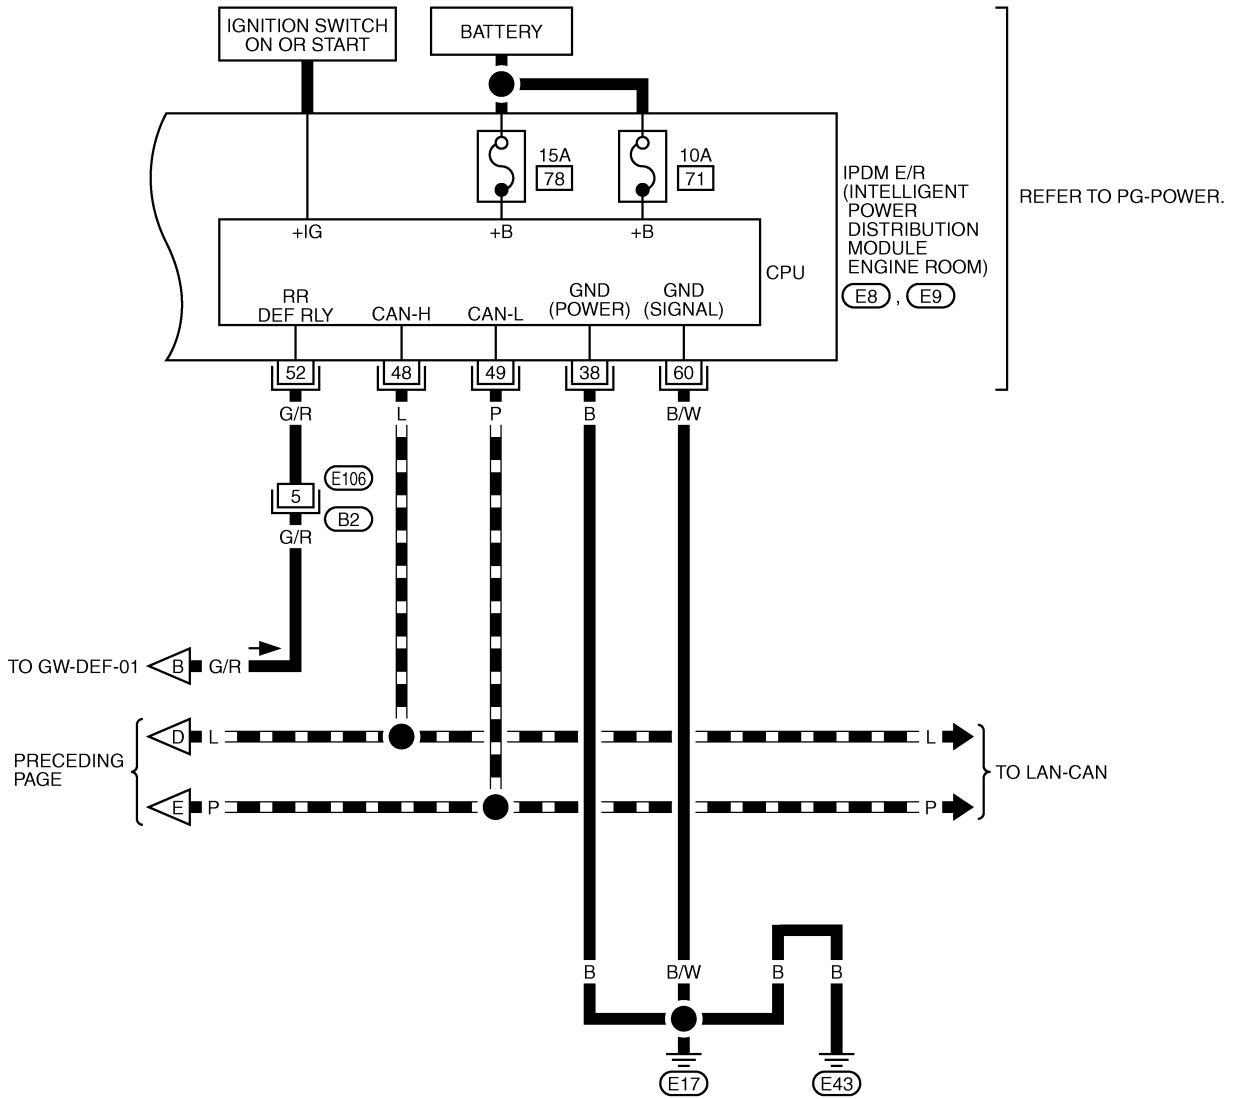 IGNITION SWITCH
ON OR START
BATTERY
15A
78
10A
71
IPDM E/R
(INTELLIGENT
POWER
DISTRIBUTION
MODULE
ENGINE ROOM)
E8 , E9
REFER TO PG-POWER.
+IG
+B
+B
CPU
RR
DEF RLY
CAN-H
CAN-L
GND
(POWER)
GND
(SIGNAL)
52
48
49
38
60
G/R
L
P
B
B/W
5
E106
B2
G/R
TO GW-DEF-01
B
G/R
PRECEDING
PAGE
D
L
L
E
P
P
TO LAN-CAN
B
B/W
B
B
E17
E43